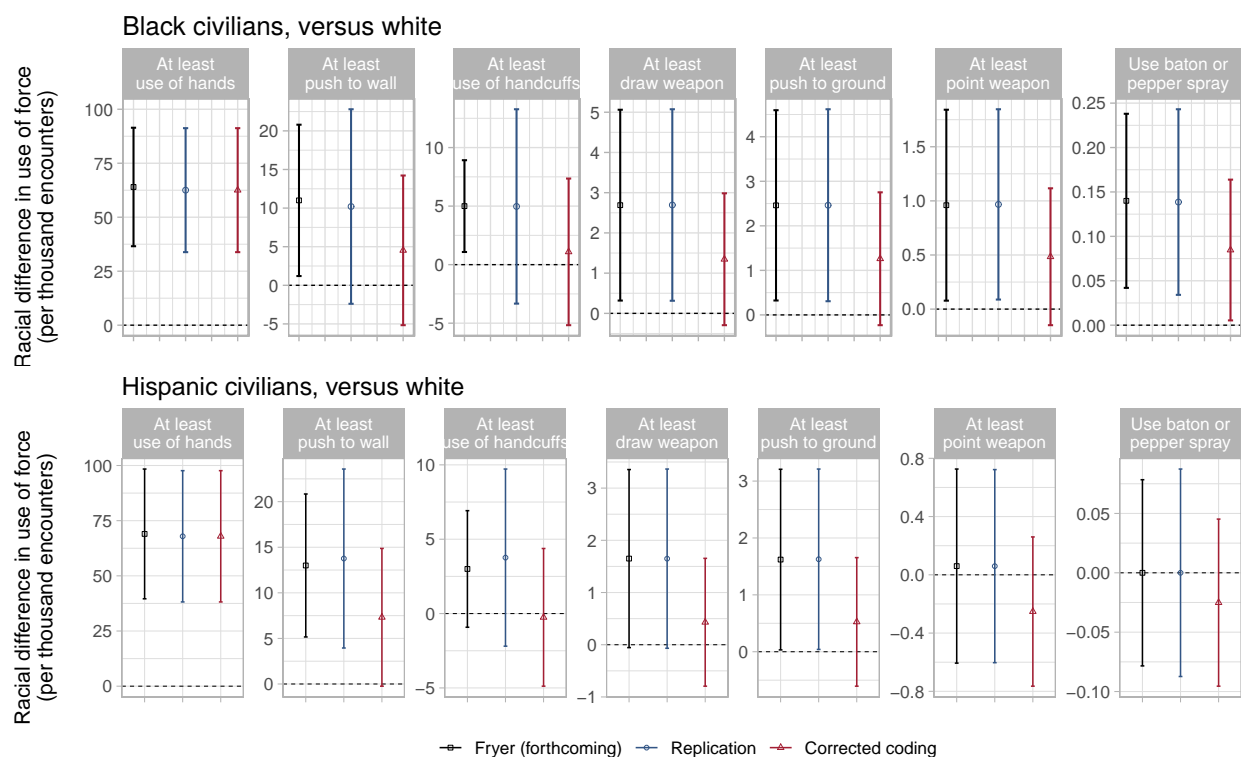 Black civilians, versus white
At least
use of hands
At least
push to wall
At least
use of handcuffs
At least
draw weapon
At least
push to ground
At least
point weapon
Use baton or
pepper spray
Racial difference in use of force
(per thousand encounters)
100
75
50
25
0
20
15
10
5
0
−5
10
5
0
−5
5
4
3
2
1
0
4
3
2
1
0
1.5
1.0
0.5
0.0
0.25
0.20
0.15
0.10
0.05
0.00
Hispanic civilians, versus white
At least
use of hands
At least
push to wall
At least
use of handcuffs
At least
draw weapon
At least
push to ground
At least
point weapon
Use baton or
pepper spray
Racial difference in use of force
(per thousand encounters)
100
75
50
25
0
20
15
10
5
0
10
5
0
−5
3
2
1
0
−1
3
2
1
0
0.8
0.4
0.0
−0.4
−0.8
0.05
0.00
−0.05
−0.10
Fryer (forthcoming) Replication Corrected coding